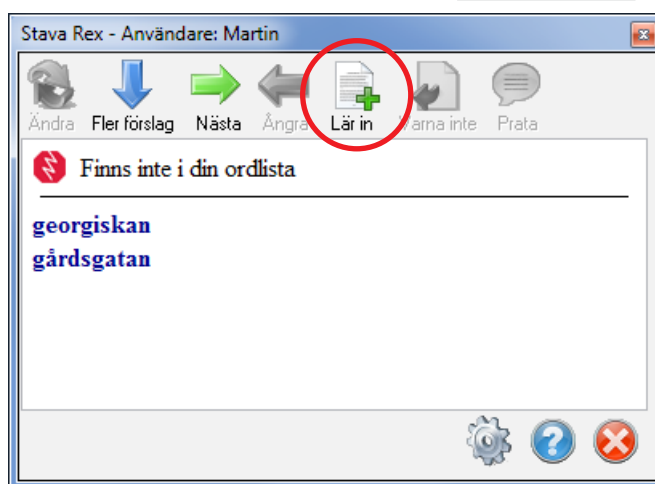 Stava Rex - Användare: Martin
Ändra Fler förslag Nästa Ångra Lär in Varna inte Prata
Finns inte i din ordlista
georgiskan
gårdsgatan